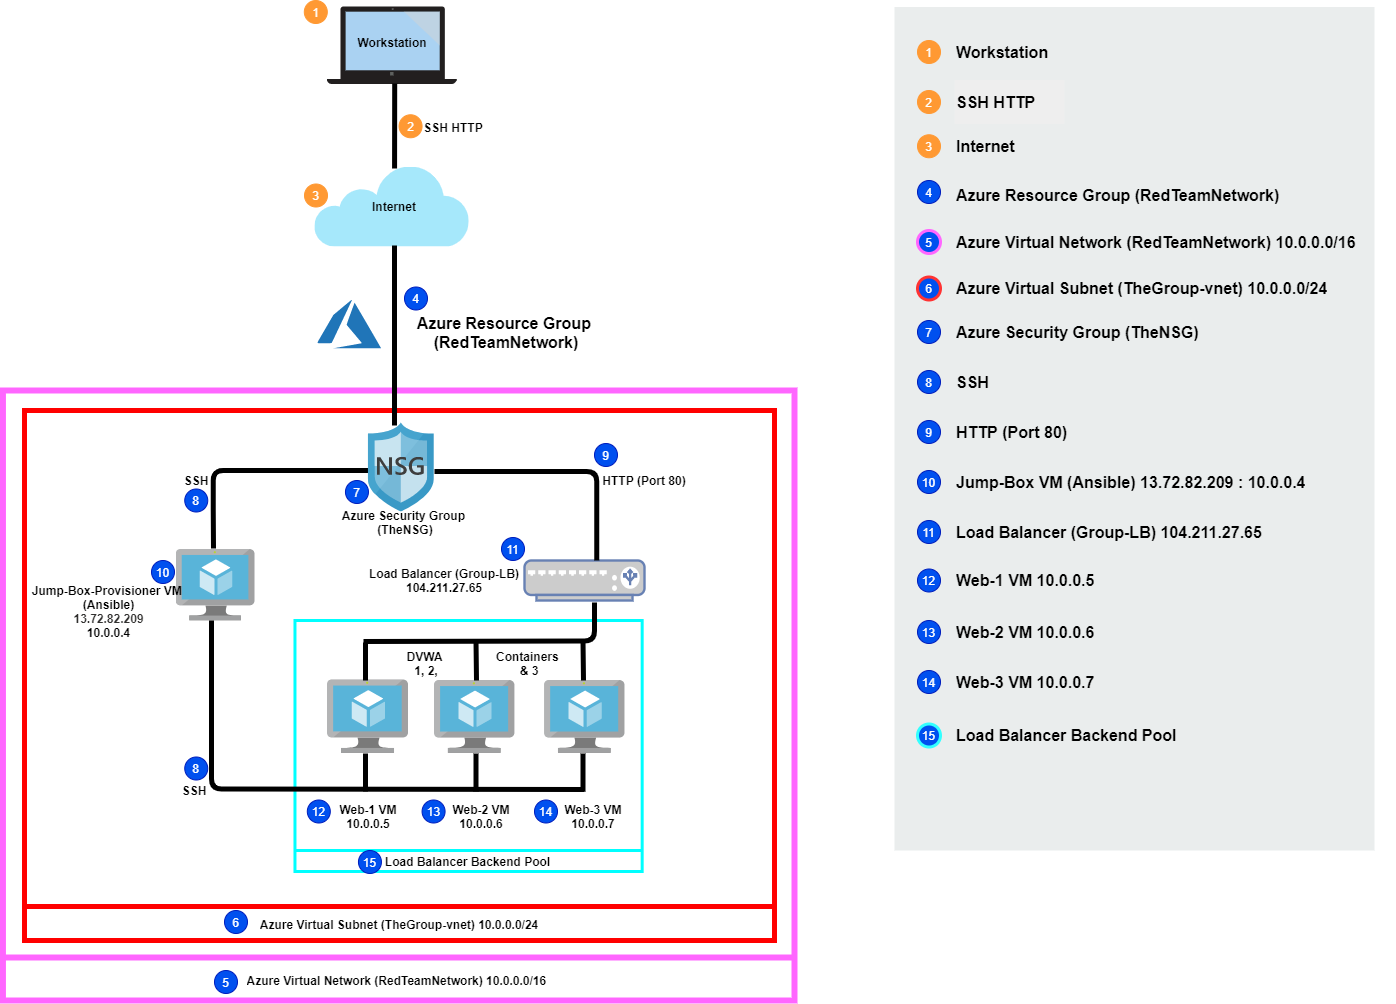 1
Workstation
2 SSH HTTP
3
Internet
4
Azure Resource Group
(RedTeamNetwork)
NSG
7
Azure Security Group
(TheNSG)
SSH
8
9
HTTP (Port 80)
10
Jump-Box-Provisioner VM
(Ansible)
13.72.82.209
10.0.0.4
11
Load Balancer (Group-LB)
104.211.27.65
DVWA
1, 2,
Containers
& 3
8
SSH
12 Web-1 VM
10.0.0.5
13 Web-2 VM
10.0.0.6
14 Web-3 VM
10.0.0.7
15 Load Balancer Backend Pool
6 Azure Virtual Subnet (TheGroup-vnet) 10.0.0.0/24
5 Azure Virtual Network (RedTeamNetwork) 10.0.0.0/16
1 Workstation
2 SSH HTTP
3 Internet
4 Azure Resource Group (RedTeamNetwork)
5 Azure Virtual Network (RedTeamNetwork) 10.0.0.0/16
6 Azure Virtual Subnet (TheGroup-vnet) 10.0.0.0/24
7 Azure Security Group (TheNSG)
8 SSH
9 HTTP (Port 80)
10 Jump-Box VM (Ansible) 13.72.82.209 : 10.0.0.4
11 Load Balancer (Group-LB) 104.211.27.65
12 Web-1 VM 10.0.0.5
13 Web-2 VM 10.0.0.6
14 Web-3 VM 10.0.0.7
15 Load Balancer Backend Pool